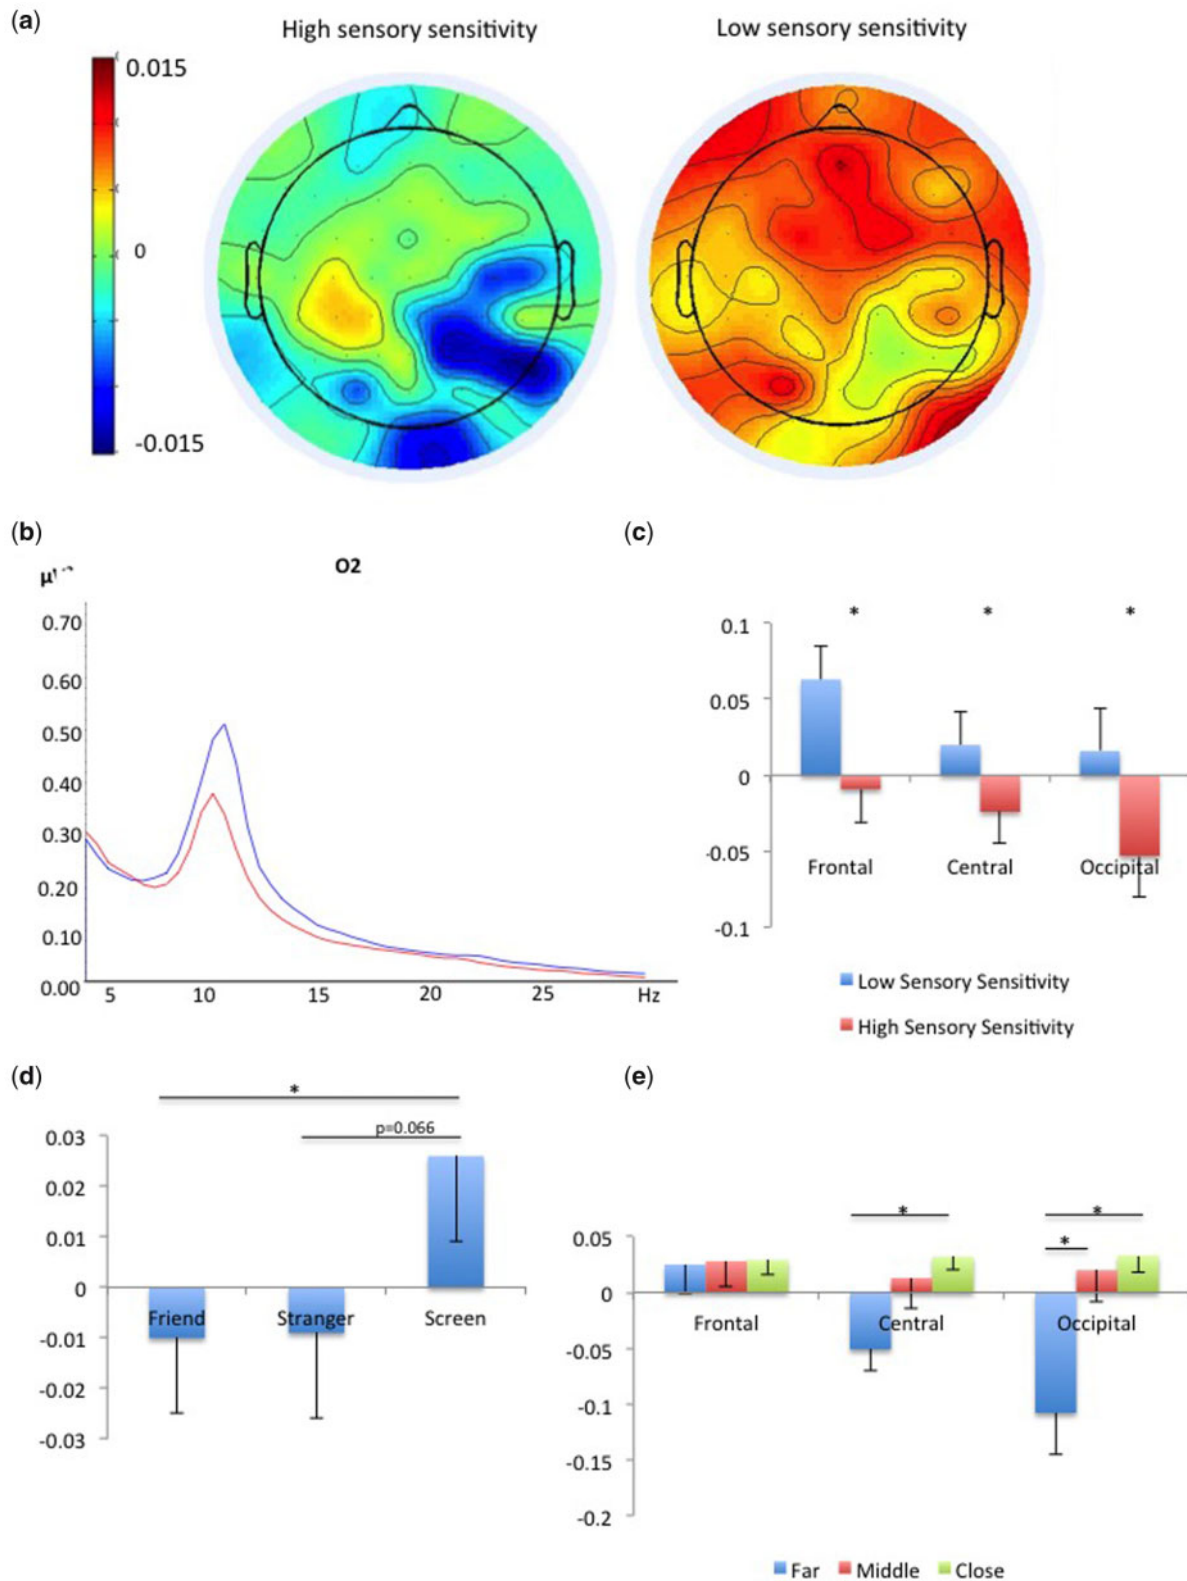 (a)
High sensory sensitivity
Low sensory sensitivity
0.015
0
-0.015
(b)
O2
0.70
0.60
0.50
0.40
0.30
0.20
0.10
0.00
5 10 15 20 25 Hz
(c)
* * *
0.1
0.05
0
-0.05
-0.1
Frontal Central Occipital
Low Sensory Sensitivity
High Sensory Sensitivity
(d)
*
p=0.066
0.03
0.02
0.01
0
-0.01
-0.02
-0.03
Friend Stranger Screen
(e)
* *
*
0.05
0
-0.05
-0.1
-0.15
-0.2
Frontal Central Occipital
Far Middle Close